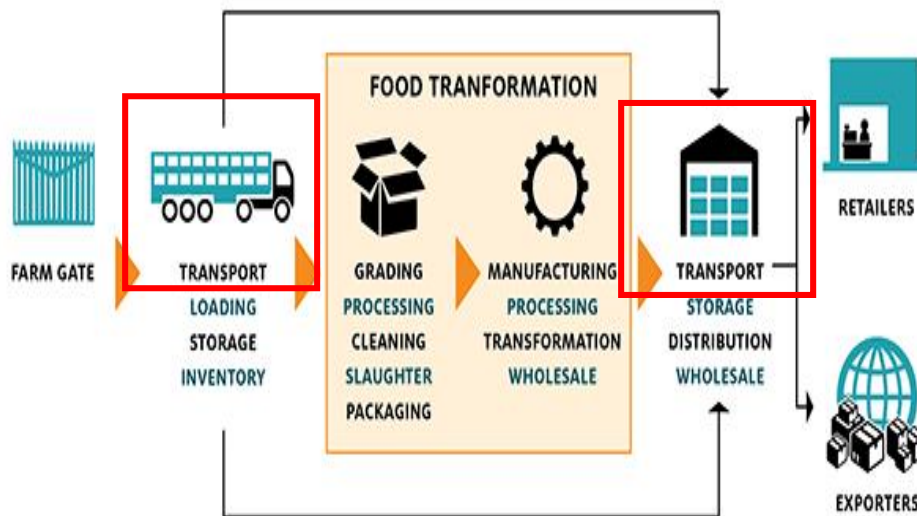 FOOD TRANFORMATION
FARM GATE
TRANSPORT
LOADING
STORAGE
INVENTORY
GRADING
PROCESSING
CLEANING
SLAUGHTER
PACKAGING
MANUFACTURING
PROCESSING
TRANSFORMATION
WHOLESALE
TRANSPORT
STORAGE
DISTRIBUTION
WHOLESALE
RETAILERS
EXPORTERS